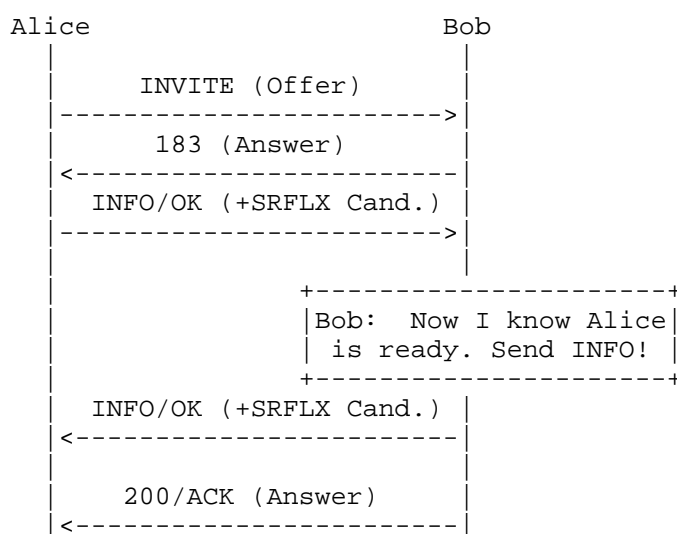 Alice Bob
INVITE (Offer)
183 (Answer)
INFO/OK (+SRFLX Cand.)
Bob: Now I know Alice
is ready. Send INFO!
INFO/OK (+SRFLX Cand.)
200/ACK (Answer)